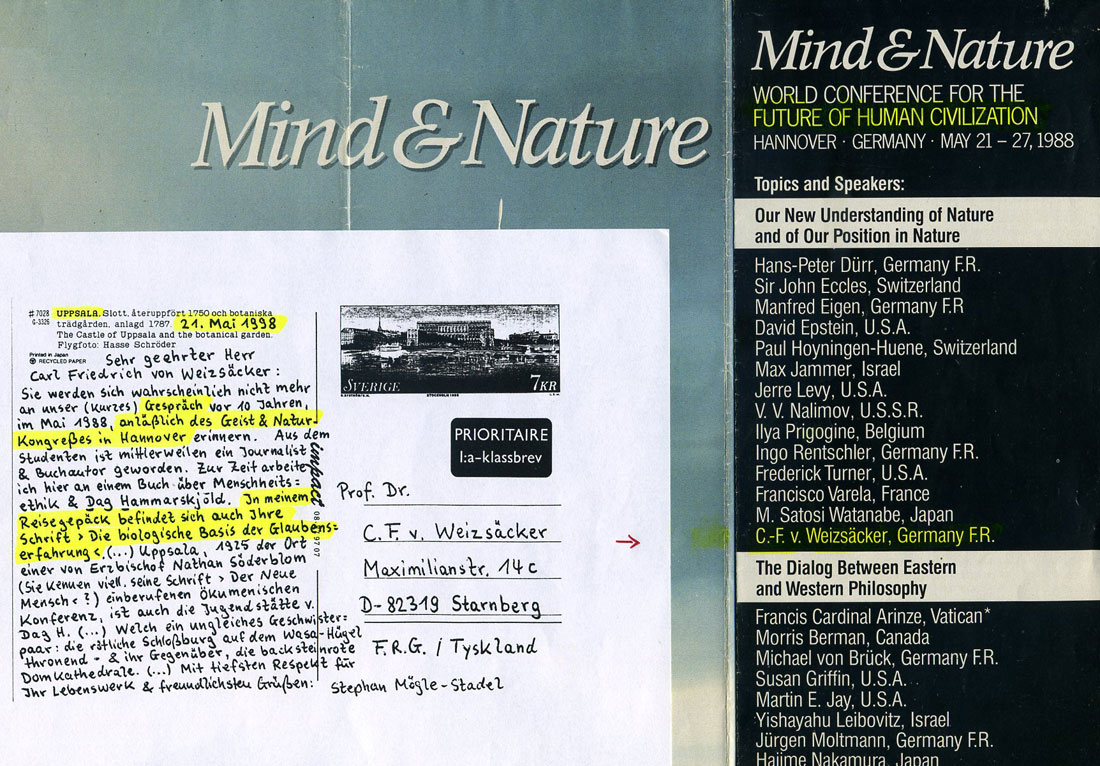 Mind & Nature
#7028
G-3326
UPPSALA. Slott, återuppfört 1750 och botaniska
trädgården, anlagd 1787. 21. Mai 1998
The Castle of Uppsala and the botanical garden.
Flygfoto: Hasse Schröder
Printed in Japan
RECYCLED PAPER
Sehr geehrter Herr
Carl Friedrich von Weizsäcker:
Sie werden sich wahrscheinlich nicht mehr
an unser (kurzes) Gespräch vor 10 Jahren,
im Mai 1988, anläßlich des Geist & Natur-
Kongreßes in Hannover erinnern. Aus dem
Studenten ist mittlerweilen ein Journalist
& Buchautor geworden. Zur Zeit arbeite
ich hier an einem Buch über Menschheits=
ethik & Dag Hammarskjöld. In meinem
Reisegepäck befindet sich auch Ihre
Schrift > Die biologische Basis der Glaubens=
erfahrung <. (...) Uppsala, 1925 der Ort
einer von Erzbischof Nathan Söderblom
(Sie kennen viell. seine Schrift > Der Neue
Mensch < ?) einberufenen Ökumenischen
Konferenz, ist auch die Jugendstätte v.
Dag H. (...) Welch ein ungleiches Geschwister=
paar: die rötliche Schloßburg auf dem Wasa-Hügel
thronend - & ihr Gegenüber, die backsteinrote
Domkathedrale. (...) Mit tiefsten Respekt für
Ihr Lebenswerk & freundlichsten Grüßen: Stephan Mögle-Stadel
impact
SVERIGE 7KR
PRIORITAIRE
1:a-klassbrev
Prof. Dr.
C. F. v. Weizsäcker
Maximilianstr. 14 c
D-82319 Starnberg
F.R.G. / Tyskland
Mind & Nature
WORLD CONFERENCE FOR THE
FUTURE OF HUMAN CIVILIZATION
HANNOVER · GERMANY · MAY 21 – 27, 1988
Topics and Speakers:
Our New Understanding of Nature
and of Our Position in Nature
Hans-Peter Dürr, Germany F.R.
Sir John Eccles, Switzerland
Manfred Eigen, Germany F.R
David Epstein, U.S.A.
Paul Hoyningen-Huene, Switzerland
Max Jammer, Israel
Jerre Levy, U.S.A.
V. V. Nalimov, U.S.S.R.
Ilya Prigogine, Belgium
Ingo Rentschler, Germany F.R.
Frederick Turner, U.S.A.
Francisco Varela, France
M. Satosi Watanabe, Japan
C.-F. v. Weizsäcker, Germany F.R.
The Dialog Between Eastern
and Western Philosophy
Francis Cardinal Arinze, Vatican*
Morris Berman, Canada
Michael von Brück, Germany F.R.
Susan Griffin, U.S.A.
Martin E. Jay, U.S.A.
Yishayahu Leibovitz, Israel
Jürgen Moltmann, Germany F.R.
Hajime Nakamura, Japan